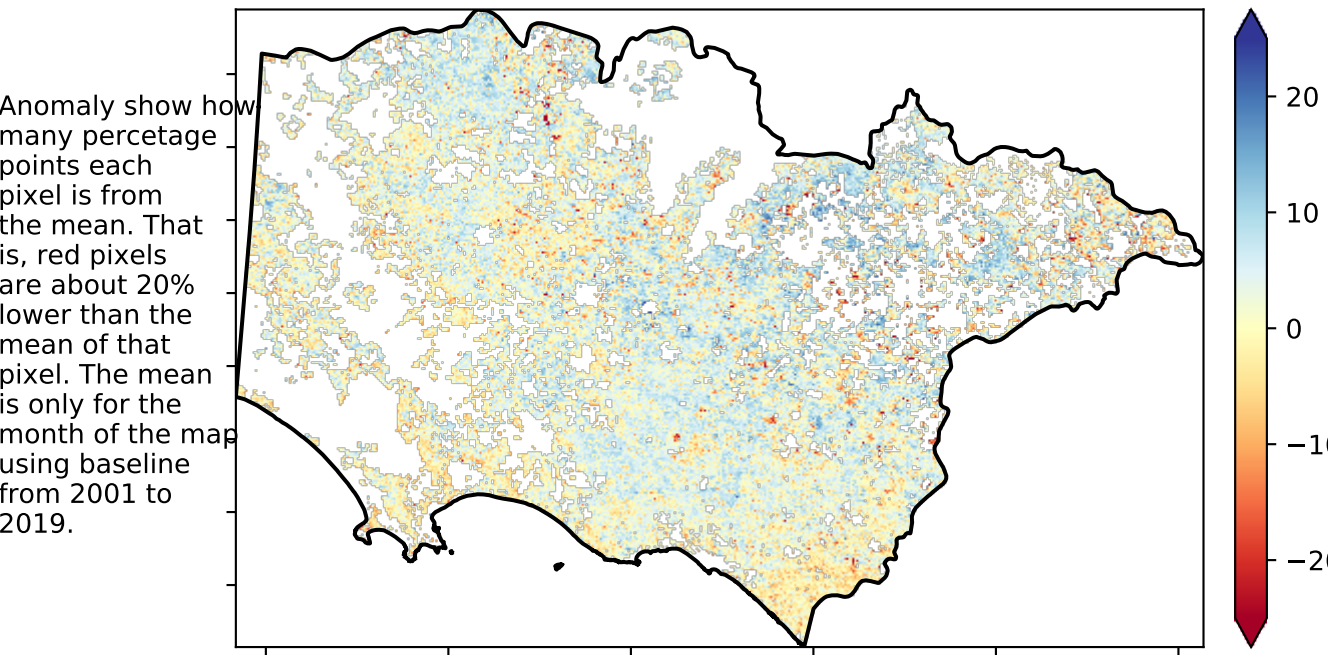 Anomaly show how
many percetage
points each
pixel is from
the mean. That
is, red pixels
are about 20%
lower than the
mean of that
pixel. The mean
is only for the
month of the map
using baseline
from 2001 to
2019.
20
10
0
−10
−20